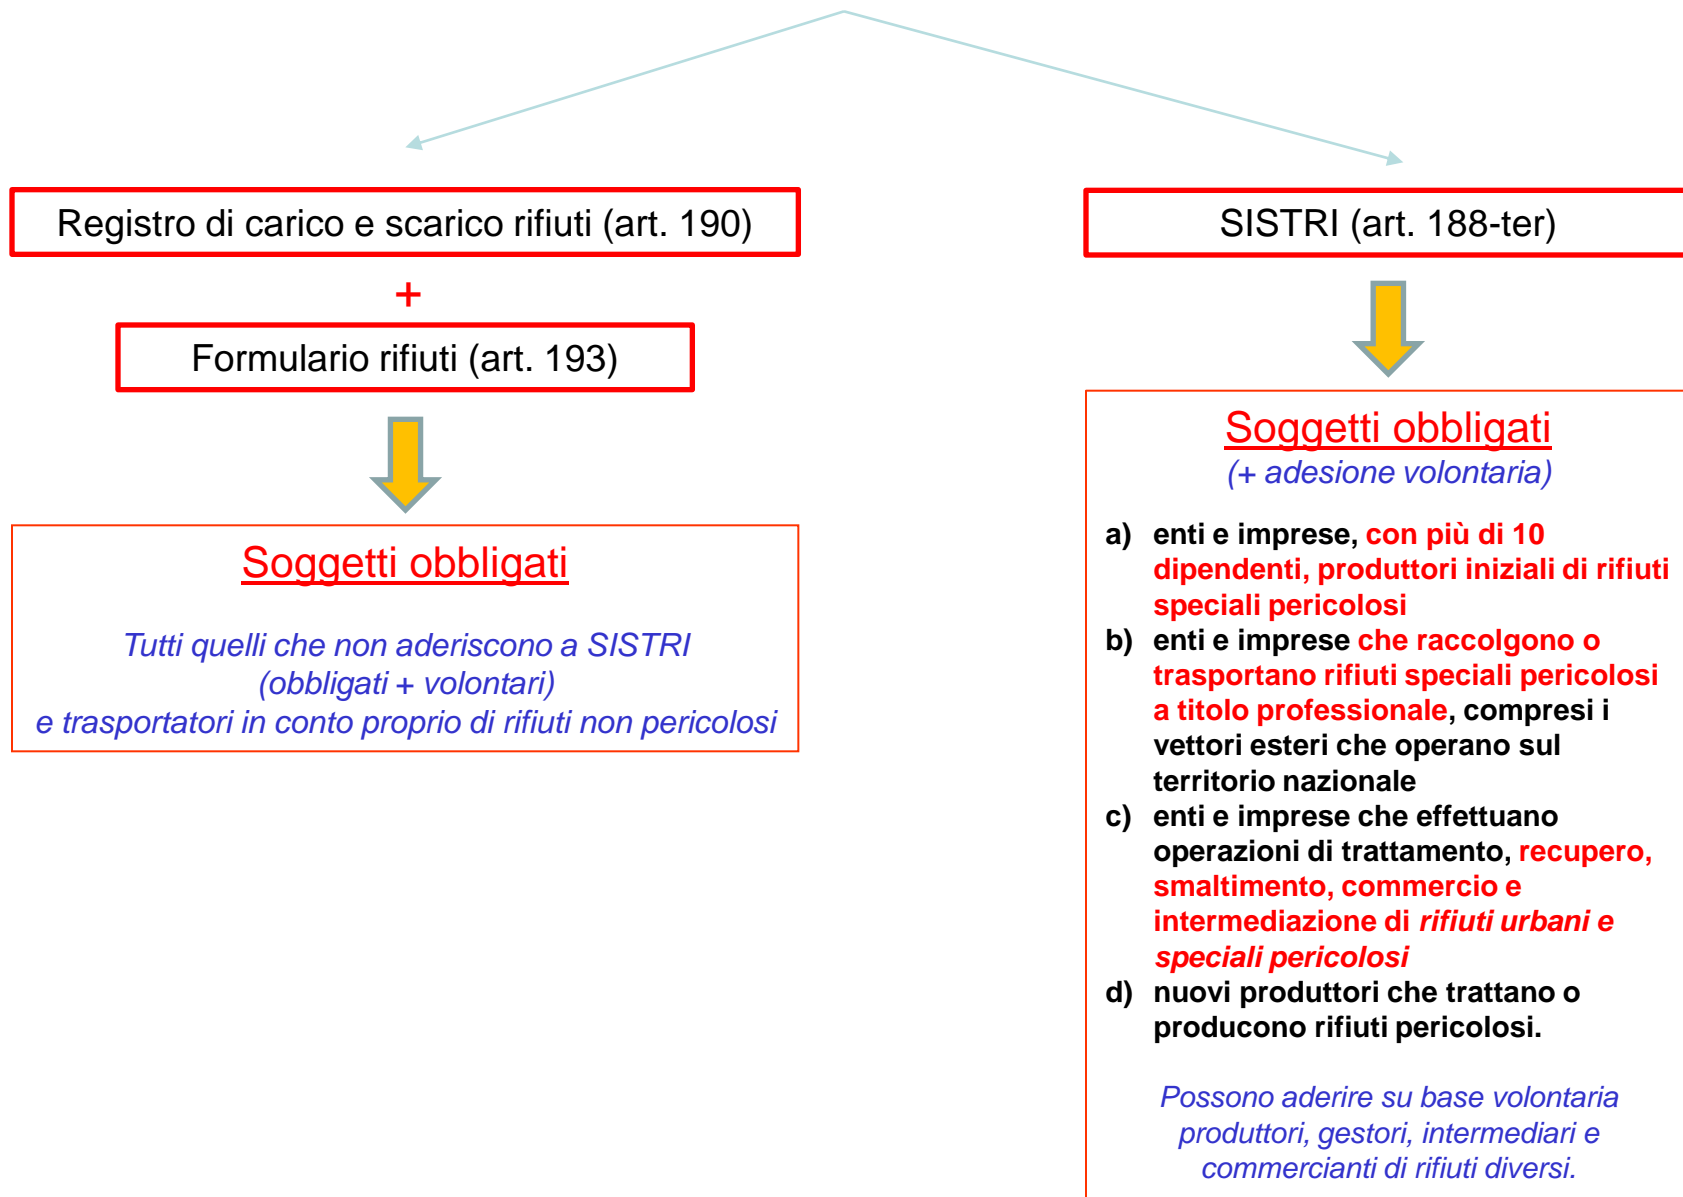 Registro di carico e scarico rifiuti (art. 190)
+
Formulario rifiuti (art. 193)
Soggetti obbligati
Tutti quelli che non aderiscono a SISTRI
(obbligati + volontari)
e trasportatori in conto proprio di rifiuti non pericolosi
SISTRI (art. 188-ter)
Soggetti obbligati
(+ adesione volontaria)
a) enti e imprese, con più di 10
dipendenti, produttori iniziali di rifiuti
speciali pericolosi
b) enti e imprese che raccolgono o
trasportano rifiuti speciali pericolosi
a titolo professionale, compresi i
vettori esteri che operano sul
territorio nazionale
c) enti e imprese che effettuano
operazioni di trattamento, recupero,
smaltimento, commercio e
intermediazione di rifiuti urbani e
speciali pericolosi
d) nuovi produttori che trattano o
producono rifiuti pericolosi.
Possono aderire su base volontaria
produttori, gestori, intermediari e
commercianti di rifiuti diversi.